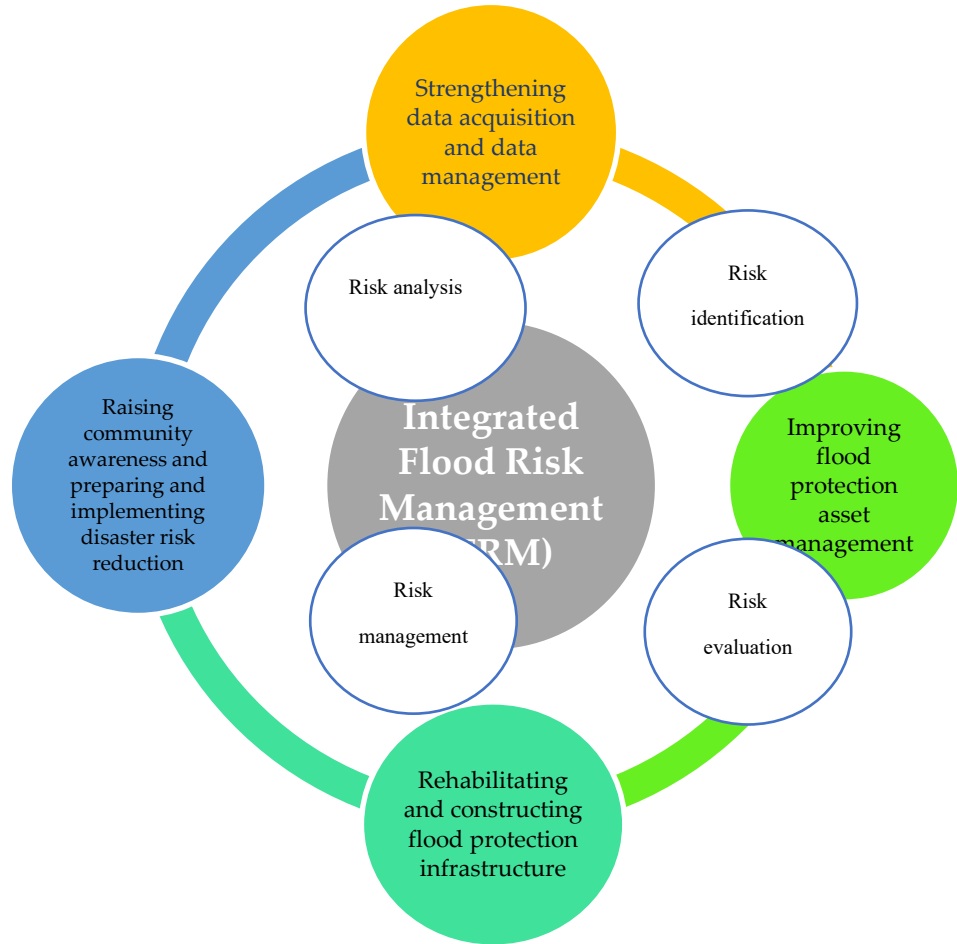 Strengthening
data acquisition
and data
management
Risk analysis
Risk
identification
Raising
community
awareness and
preparing and
implementing
disaster risk
reduction
Integrated
Flood Risk
Management
RM)
Improving
flood
protection
asset
management
Risk
management
Risk
evaluation
Rehabilitating
and constructing
flood protection
infrastructure